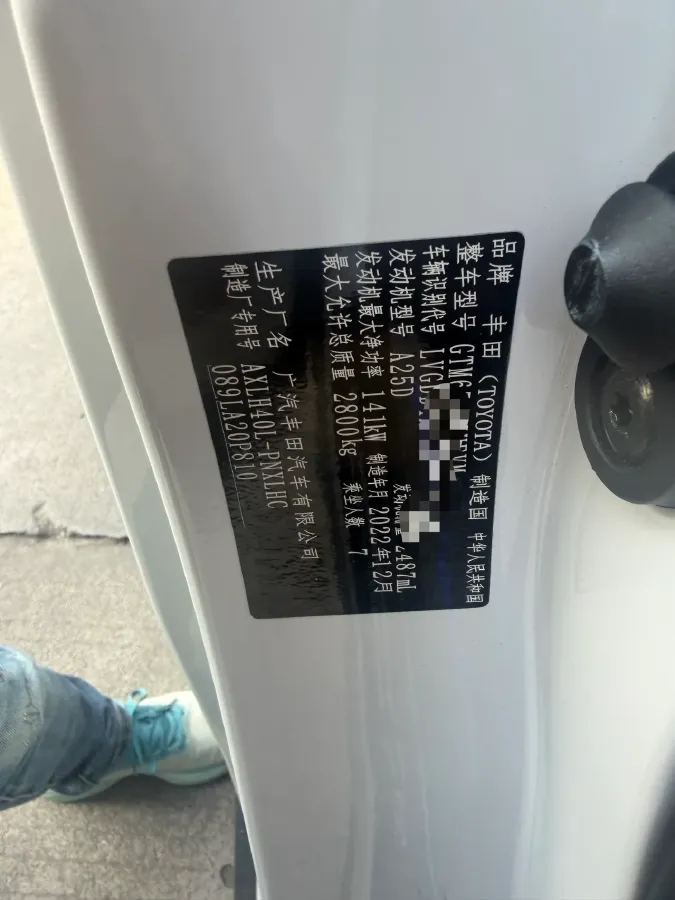 品牌 丰田(TOYOTA) 制造国 中华人民共和国
整车型号 GTM6
车辆识别代号 LVG
发动机型号 A25D 2487mL
发动机最大净功率 141kW 制造年月 2022年12月
最大允许总质量 2800kg 乘坐人数 7
生产厂名 广汽丰田汽车有限公司
制造厂专用号 AXLH40L-PNXLHC
089LA20P810